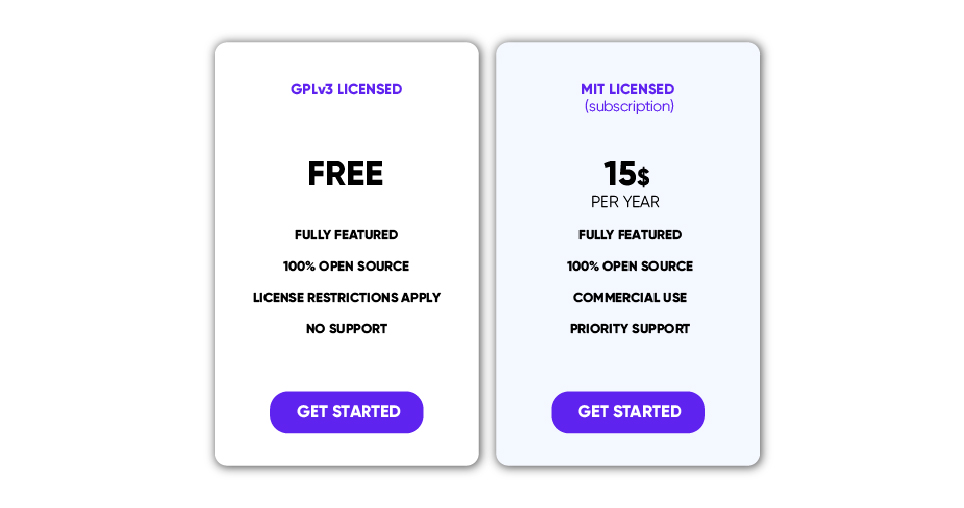 GPLv3 LICENSED
FREE
FULLY FEATURED
100% OPEN SOURCE
LICENSE RESTRICTIONS APPLY
NO SUPPORT
GET STARTED
MIT LICENSED
(subscription)
15$
PER YEAR
FULLY FEATURED
100% OPEN SOURCE
COMMERCIAL USE
PRIORITY SUPPORT
GET STARTED